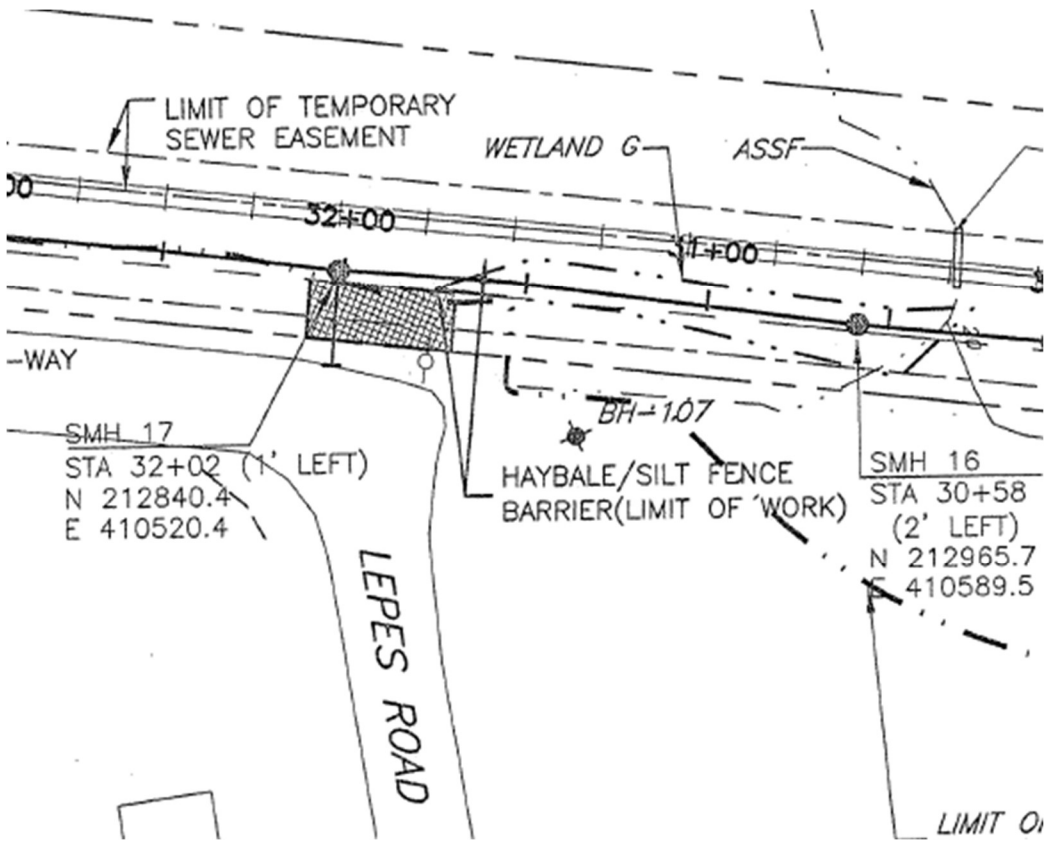 LIMIT OF TEMPORARY
SEWER EASEMENT
WETLAND G
ASSF
00
32+00
31+00
-WAY
BH-107
SMH 17
STA 32+02 (1' LEFT)
N 212840.4
E 410520.4
HAYBALE/SILT FENCE
BARRIER(LIMIT OF WORK)
SMH 16
STA 30+58
(2' LEFT)
N 212965.7
E 410589.5
LEPES ROAD
LIMIT